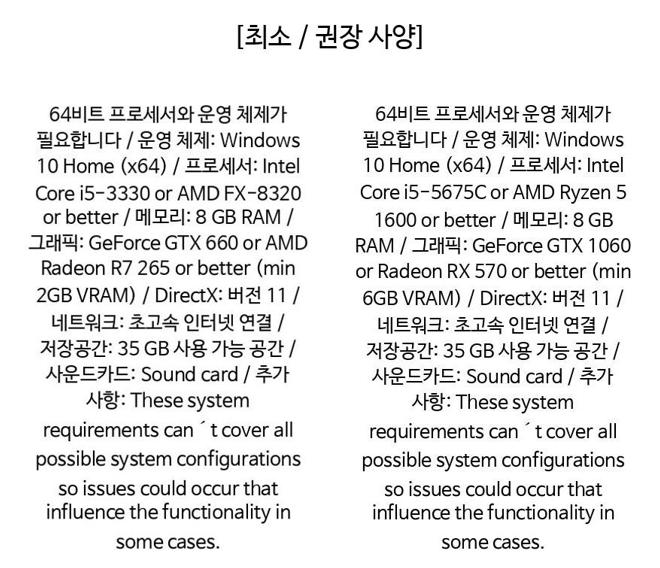 [최소 / 권장 사양]
64비트 프로세서와 운영 체제가
필요합니다 / 운영 체제: Windows
10 Home (x64) / 프로세서: Intel
Core i5-3330 or AMD FX-8320
or better / 메모리: 8 GB RAM /
그래픽: GeForce GTX 660 or AMD
Radeon R7 265 or better (min
2GB VRAM) / DirectX: 버전 11 /
네트워크: 초고속 인터넷 연결 /
저장공간: 35 GB 사용 가능 공간 /
사운드카드: Sound card / 추가
사항: These system
requirements can´t cover all
possible system configurations
so issues could occur that
influence the functionality in
some cases.
64비트 프로세서와 운영 체제가
필요합니다 / 운영 체제: Windows
10 Home (x64) / 프로세서: Intel
Core i5-5675C or AMD Ryzen 5
1600 or better / 메모리: 8 GB
RAM / 그래픽: GeForce GTX 1060
or Radeon RX 570 or better (min
6GB VRAM) / DirectX: 버전 11 /
네트워크: 초고속 인터넷 연결 /
저장공간: 35 GB 사용 가능 공간 /
사운드카드: Sound card / 추가
사항: These system
requirements can´t cover all
possible system configurations
so issues could occur that
influence the functionality in
some cases.